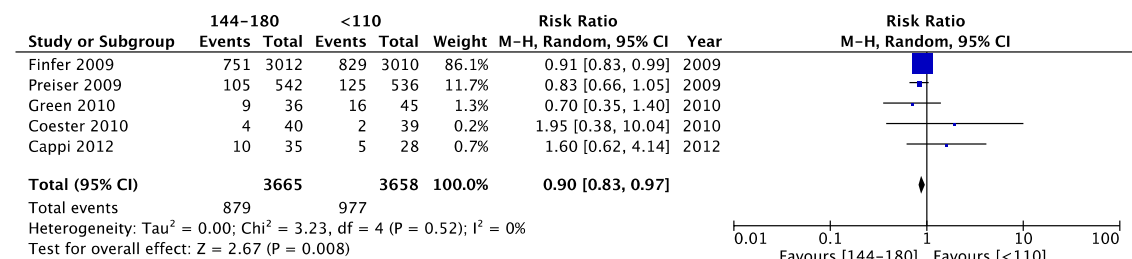 144-180 <110 Risk Ratio Risk Ratio
Study or Subgroup Events Total Events Total Weight M-H, Random, 95% CI Year M-H, Random, 95% CI
Finfer 2009 751 3012 829 3010 86.1% 0.91 [0.83, 0.99] 2009
Preiser 2009 105 542 125 536 11.7% 0.83 [0.66, 1.05] 2009
Green 2010 9 36 16 45 1.3% 0.70 [0.35, 1.40] 2010
Coester 2010 4 40 2 39 0.2% 1.95 [0.38, 10.04] 2010
Cappi 2012 10 35 5 28 0.7% 1.60 [0.62, 4.14] 2012
Total (95% CI) 3665 3658 100.0% 0.90 [0.83, 0.97]
Total events 879 977
Heterogeneity: Tau² = 0.00; Chi² = 3.23, df = 4 (P = 0.52); I² = 0%
Test for overall effect: Z = 2.67 (P = 0.008)
0.01 0.1 1 10 100
Favours [144-180] Favours [<110]